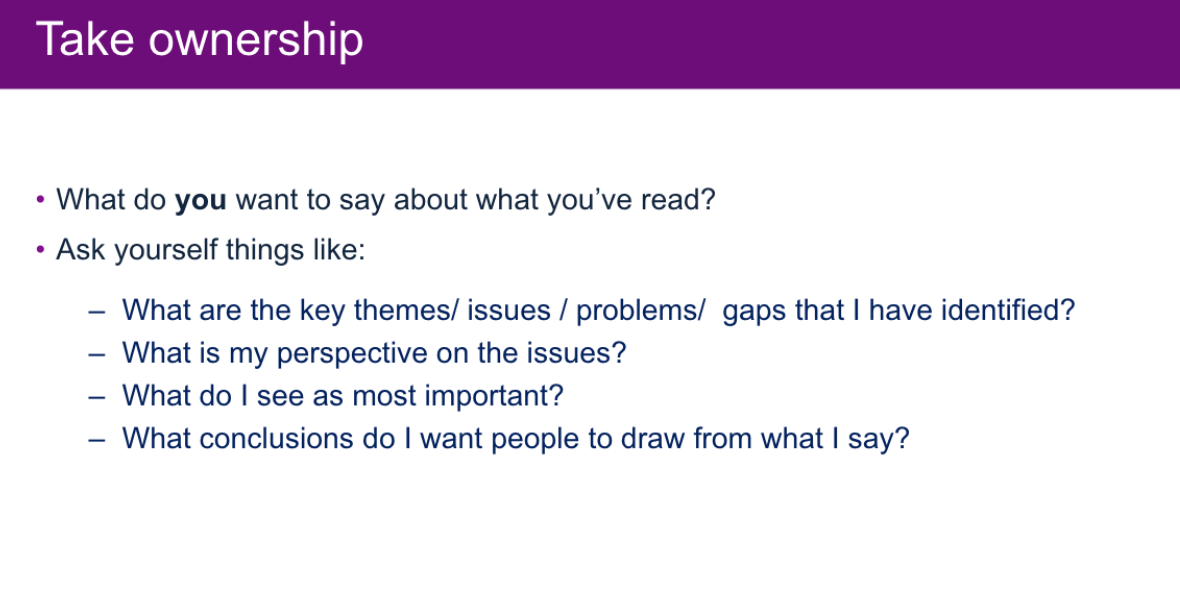 Take ownership
• What do you want to say about what you’ve read?
• Ask yourself things like:
– What are the key themes/ issues / problems/  gaps that I have identified?
– What is my perspective on the issues?
– What do I see as most important?
– What conclusions do I want people to draw from what I say?